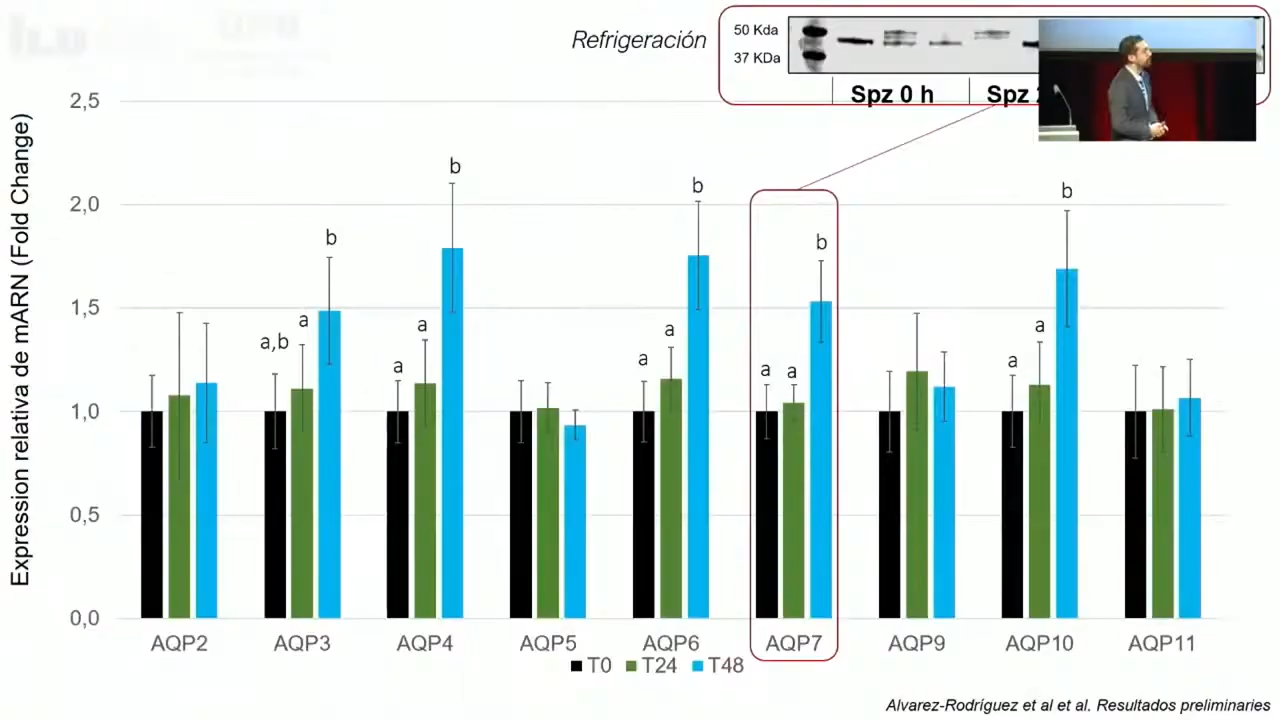 Refrigeración
50 Kda
37 KDa
Spz 0 h
Spz
Expression relativa de mARN (Fold Change)
2,5
2,0
1,5
1,0
0,5
0,0
b
a
a,b
b
a
a
b
a
a
b
a
a
b
a
a
AQP2
AQP3
AQP4
AQP5
AQP6
AQP7
AQP9
AQP10
AQP11
T0
T24
T48
Alvarez-Rodríguez et al et al. Resultados preliminaries